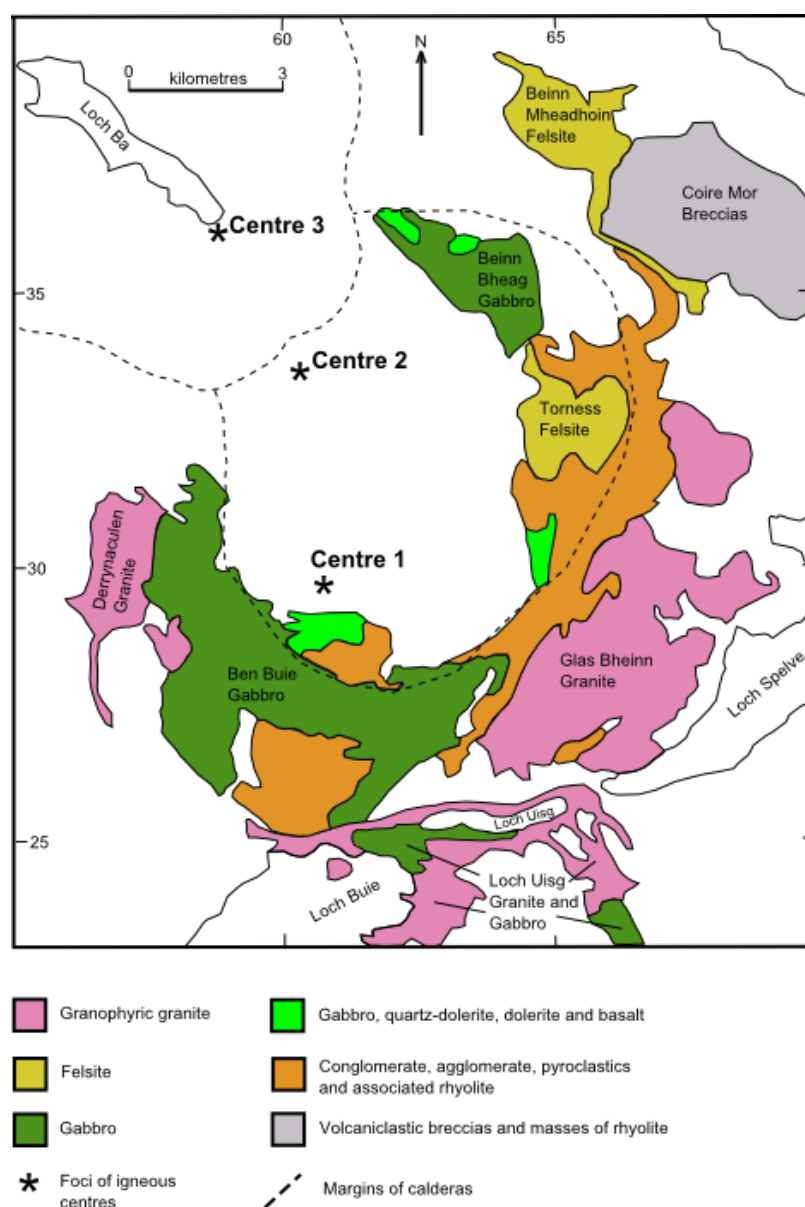 60
65
0
kilometres
3
N
Loch Ba
Beinn
Mheadhoin
Felsite
Coire Mor
Breccias
Centre 3
Beinn
Bheag
Gabbro
35
Centre 2
Torness
Felsite
Derrynaculen
Granite
30
Centre 1
Ben Buie
Gabbro
Glas Bheinn
Granite
Loch Spelve
25
Loch Uisg
Loch Buie
Loch Uisg
Granite and
Gabbro
Granophyric granite
Gabbro, quartz-dolerite, dolerite and basalt
Felsite
Conglomerate, agglomerate, pyroclastics
and associated rhyolite
Gabbro
Volcaniclastic breccias and masses of rhyolite
Foci of igneous
centres
Margins of calderas